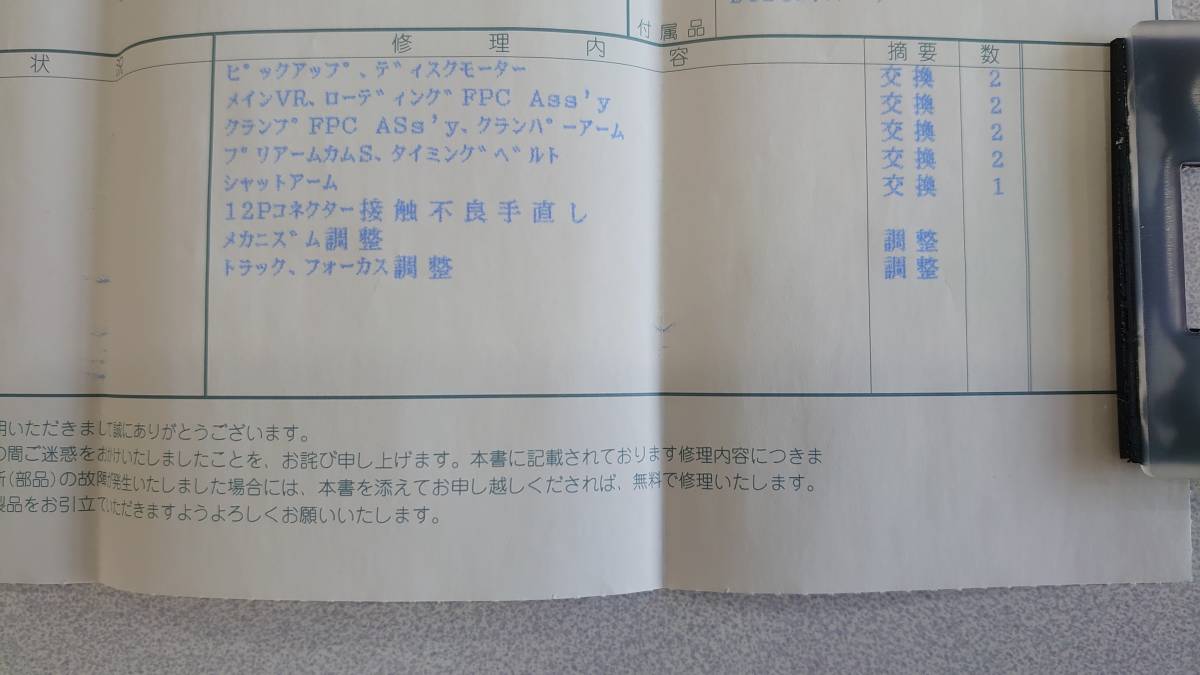 付属品
状 況 修理内容 摘要 数
ピックアップ、ディスクモーター 交換 2
メインVR、ローディングFPC Ass'y 交換 2
クランプFPC ASs'y、クランパーアーム 交換 2
プリアームカムS、タイミングベルト 交換 2
シャットアーム 交換 1
12Pコネクター接触不良手直し
メカニズム調整 調整
トラック、フォーカス調整 調整
用いただきまして誠にありがとうございます。
の間ご迷惑をおかけいたしましたことを、お詫び申し上げます。本書に記載されております修理内容につきま
所(部品)の故障が発生いたしました場合には、本書を添えてお申し越しくだされば、無料で修理いたします。
製品をお引立ていただきますようよろしくお願いいたします。